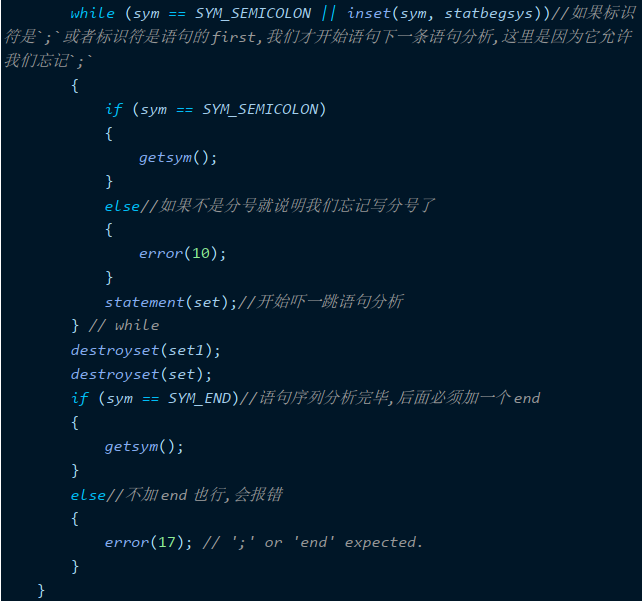 while (sym == SYM_SEMICOLON || inset(sym, statbegsys))//如果标识
符是`;`或者标识符是语句的first,我们才开始语句下一条语句分析,这里是因为它允许
我们忘记`;`
{
if (sym == SYM_SEMICOLON)
{
getsym();
}
else//如果不是分号就说明我们忘记写分号了
{
error(10);
}
statement(set);//开始吓一跳语句分析
} // while
destroyset(set1);
destroyset(set);
if (sym == SYM_END)//语句序列分析完毕,后面必须加一个end
{
getsym();
}
else//不加end也行,会报错
{
error(17); // ';' or 'end' expected.
}
}